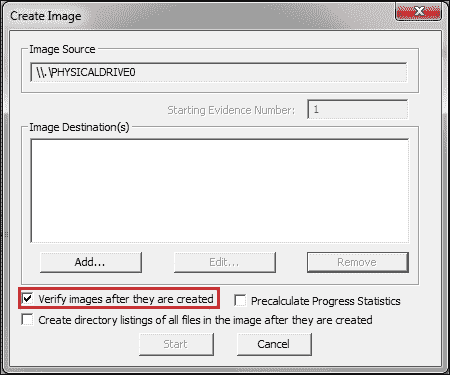 Create Image
Image Source
\\.\PHYSICALDRIVE0
Starting Evidence Number: 1
Image Destination(s)
Add... Edit... Remove
Verify images after they are created Precalculate Progress Statistics
Create directory listings of all files in the image after they are created
Start Cancel